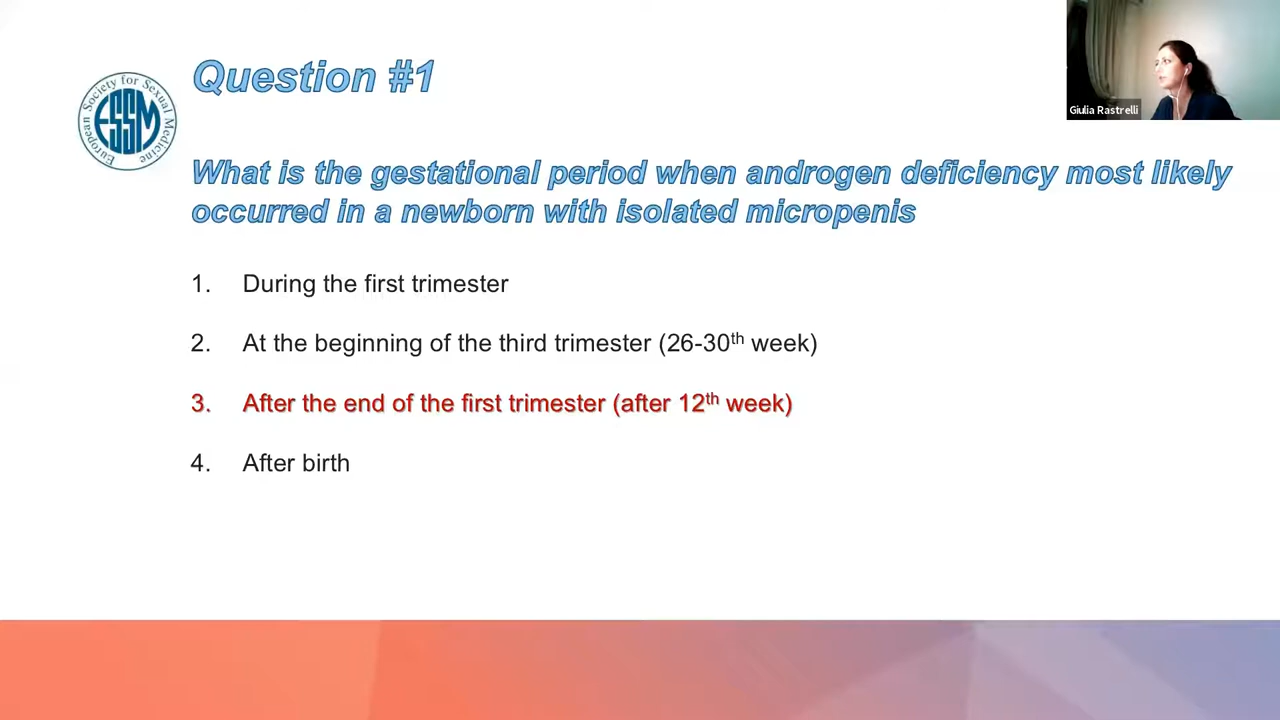 Question #1
Giulia Rastrelli
European Society for Sexual Medicine
ESSM
What is the gestational period when androgen deficiency most likely
occurred in a newborn with isolated micropenis
1. During the first trimester
2. At the beginning of the third trimester (26-30th week)
3. After the end of the first trimester (after 12th week)
4. After birth